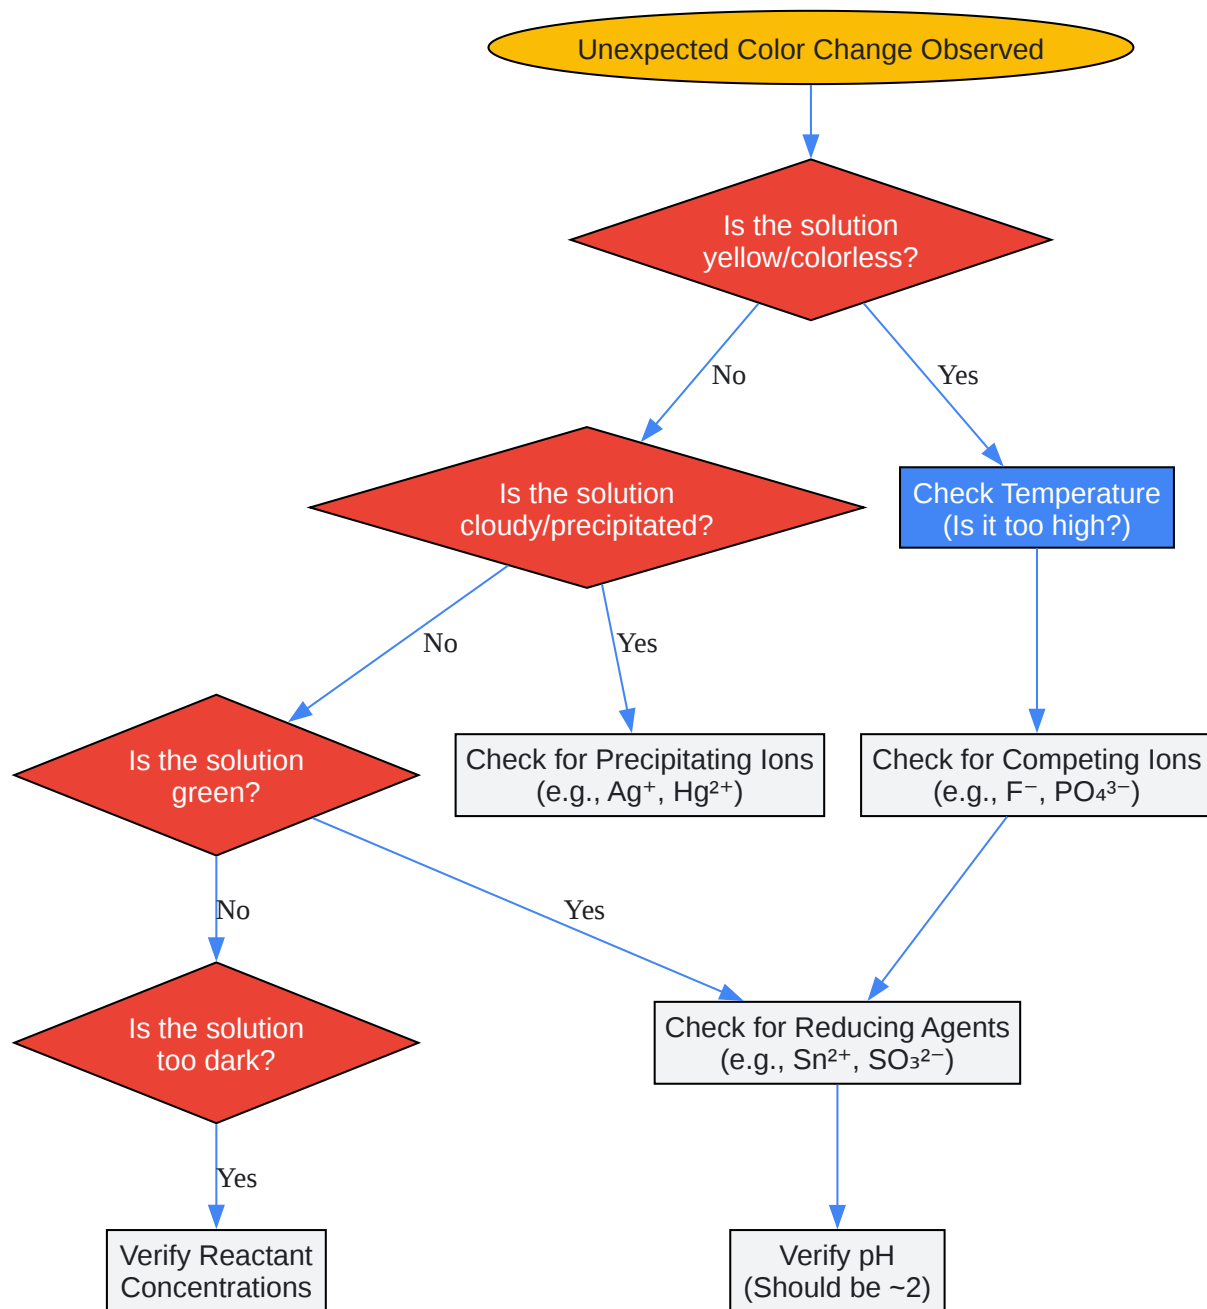 Unexpected Color Change Observed
Is the solution
yellow/colorless?
No
Yes
Is the solution
cloudy/precipitated?
Check Temperature
(Is it too high?)
No
Yes
Is the solution
green?
Check for Precipitating Ions
(e.g., Ag⁺, Hg²⁺)
Check for Competing Ions
(e.g., F⁻, PO₄³⁻)
No
Yes
Is the solution
too dark?
Check for Reducing Agents
(e.g., Sn²⁺, SO₃²⁻)
Yes
Verify Reactant
Concentrations
Verify pH
(Should be ~2)